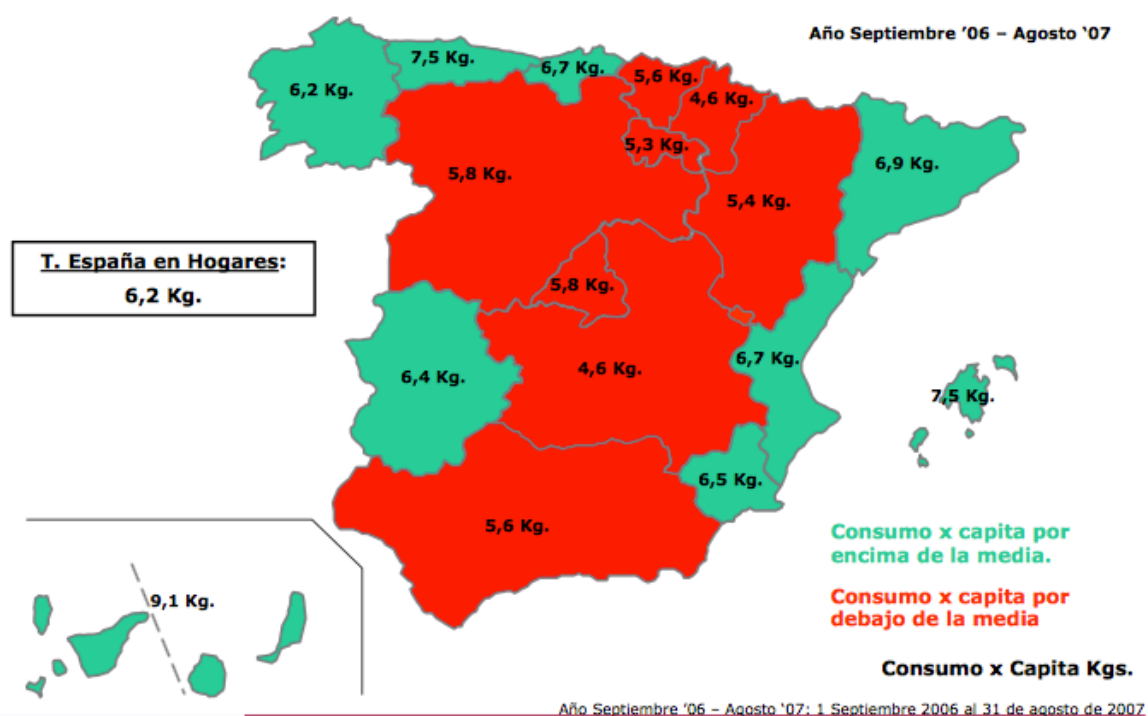 Año Septiembre '06 – Agosto '07
7,5 Kg.
6,7 Kg.
5,6 Kg.
6,2 Kg.
4,6 Kg.
5,3 Kg.
6,9 Kg.
5,8 Kg.
5,4 Kg.
T. España en Hogares:
6,2 Kg.
5,8 Kg.
6,7 Kg.
6,4 Kg.
4,6 Kg.
7,5 Kg.
6,5 Kg.
5,6 Kg.
Consumo x capita por
encima de la media.
9,1 Kg.
Consumo x capita por
debajo de la media
Consumo x Capita Kgs.
Año Septiembre '06 – Agosto '07: 1 Septiembre 2006 al 31 de agosto de 2007